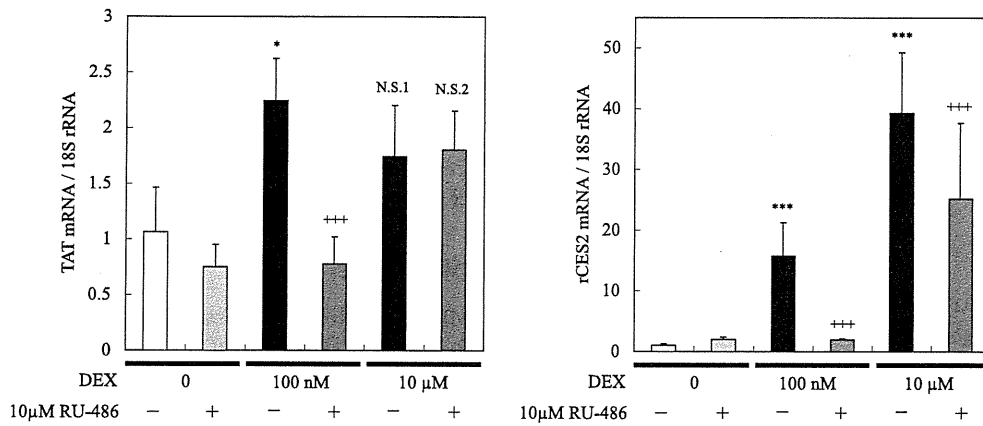 TAT mRNA / 18S rRNA
3
2.5
2
1.5
1
0.5
0
*
+++
N.S.1
N.S.2
DEX
0
100 nM
10 μM
10μM RU-486
− + − + − +
rCES2 mRNA / 18S rRNA
50
40
30
20
10
0
***
+++
***
+++
DEX
0
100 nM
10 μM
10μM RU-486
− + − + − +